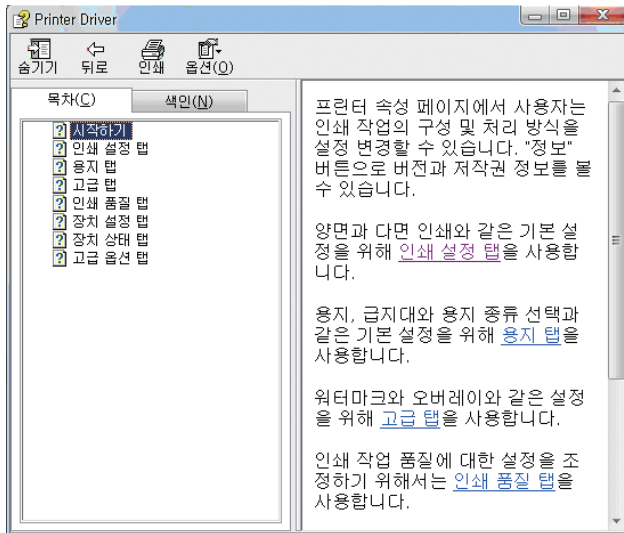 Printer Driver
숨기기 뒤로 인쇄 옵션(O)
목차(C) 색인(N)
시작하기
인쇄 설정 탭
용지 탭
고급 탭
인쇄 품질 탭
장치 설정 탭
장치 상태 탭
고급 옵션 탭
프린터 속성 페이지에서 사용자는
인쇄 작업의 구성 및 처리 방식을
설정 변경할 수 있습니다. "정보"
버튼으로 버전과 저작권 정보를 볼
수 있습니다.
양면과 다면 인쇄와 같은 기본 설
정을 위해 인쇄 설정 탭을 사용합
니다.
용지, 급지대와 용지 종류 선택과
같은 기본 설정을 위해 용지 탭을
사용합니다.
워터마크와 오버레이와 같은 설정
을 위해 고급 탭을 사용합니다.
인쇄 작업 품질에 대한 설정을 조
정하기 위해서는 인쇄 품질 탭을
사용합니다.